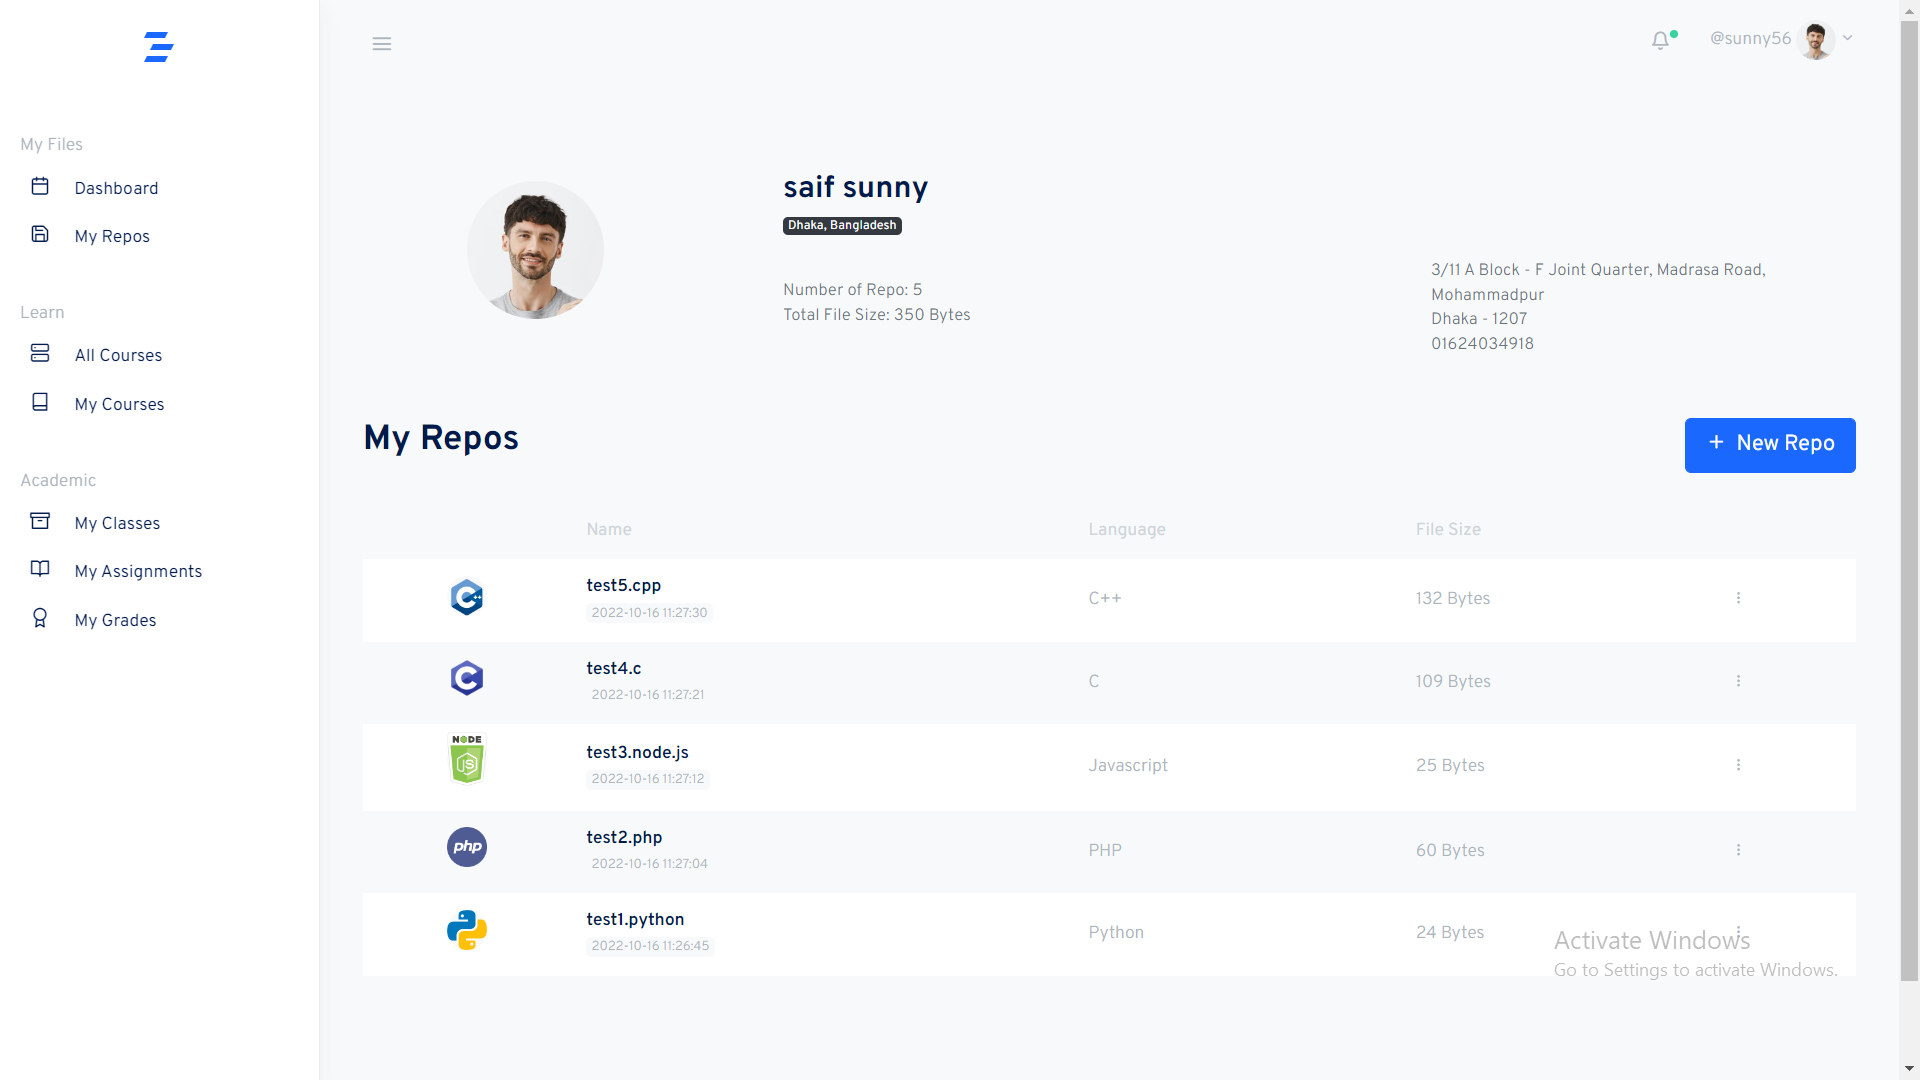 @sunny56
My Files
Dashboard
My Repos
Learn
All Courses
My Courses
Academic
My Classes
My Assignments
My Grades
saif sunny
Dhaka, Bangladesh
Number of Repo: 5
Total File Size: 350 Bytes
3/11 A Block - F Joint Quarter, Madrasa Road,
Mohammadpur
Dhaka - 1207
01624034918
My Repos
+ New Repo
Name Language File Size
test5.cpp
2022-10-16 11:27:30
C++ 132 Bytes
test4.c
2022-10-16 11:27:21
C 109 Bytes
NODE
JS
test3.node.js
2022-10-16 11:27:12
Javascript 25 Bytes
php
test2.php
2022-10-16 11:27:04
PHP 60 Bytes
test1.python
2022-10-16 11:26:45
Python 24 Bytes
Activate Windows
Go to Settings to activate Windows.